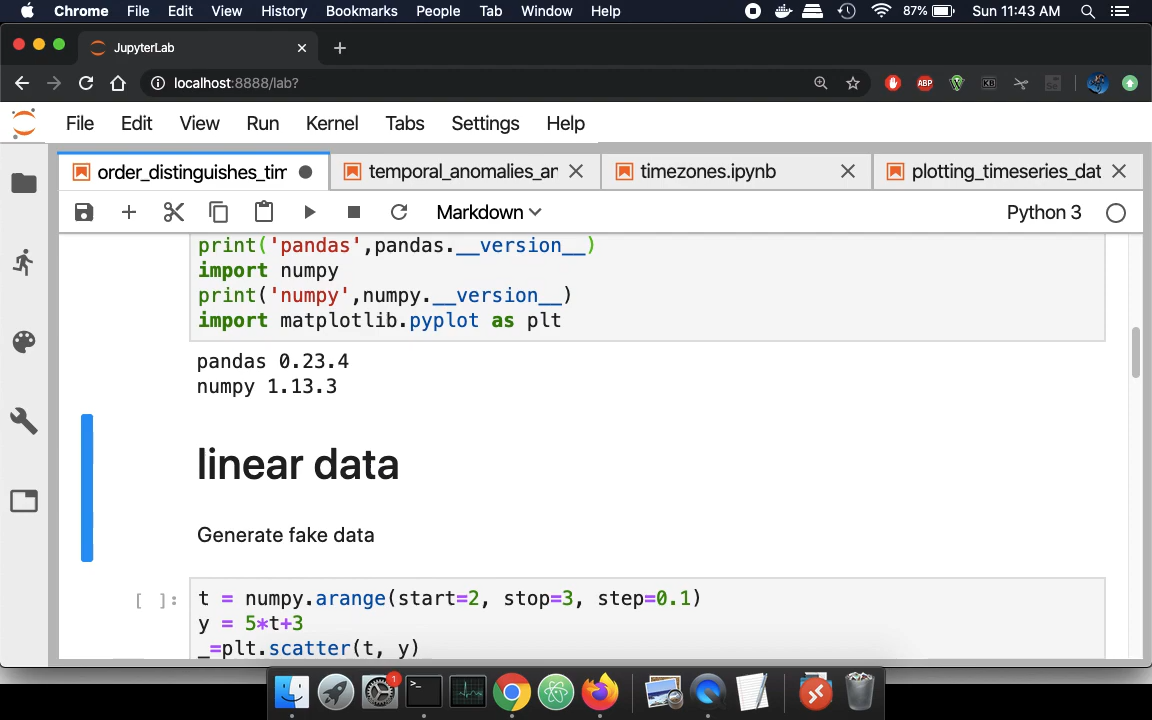 Chrome File Edit View History Bookmarks People Tab Window Help 87% Sun 11:43 AM
JupyterLab
localhost:8888/lab?
ABP
File Edit View Run Kernel Tabs Settings Help
order_distinguishes_tim temporal_anomalies_an timezones.ipynb plotting_timeseries_dat
Markdown Python 3
print('pandas',pandas.__version__)
import numpy
print('numpy',numpy.__version__)
import matplotlib.pyplot as plt
pandas 0.23.4
numpy 1.13.3
linear data
Generate fake data
[ ]: t = numpy.arange(start=2, stop=3, step=0.1)
y = 5*t+3
_=plt.scatter(t, y)
1